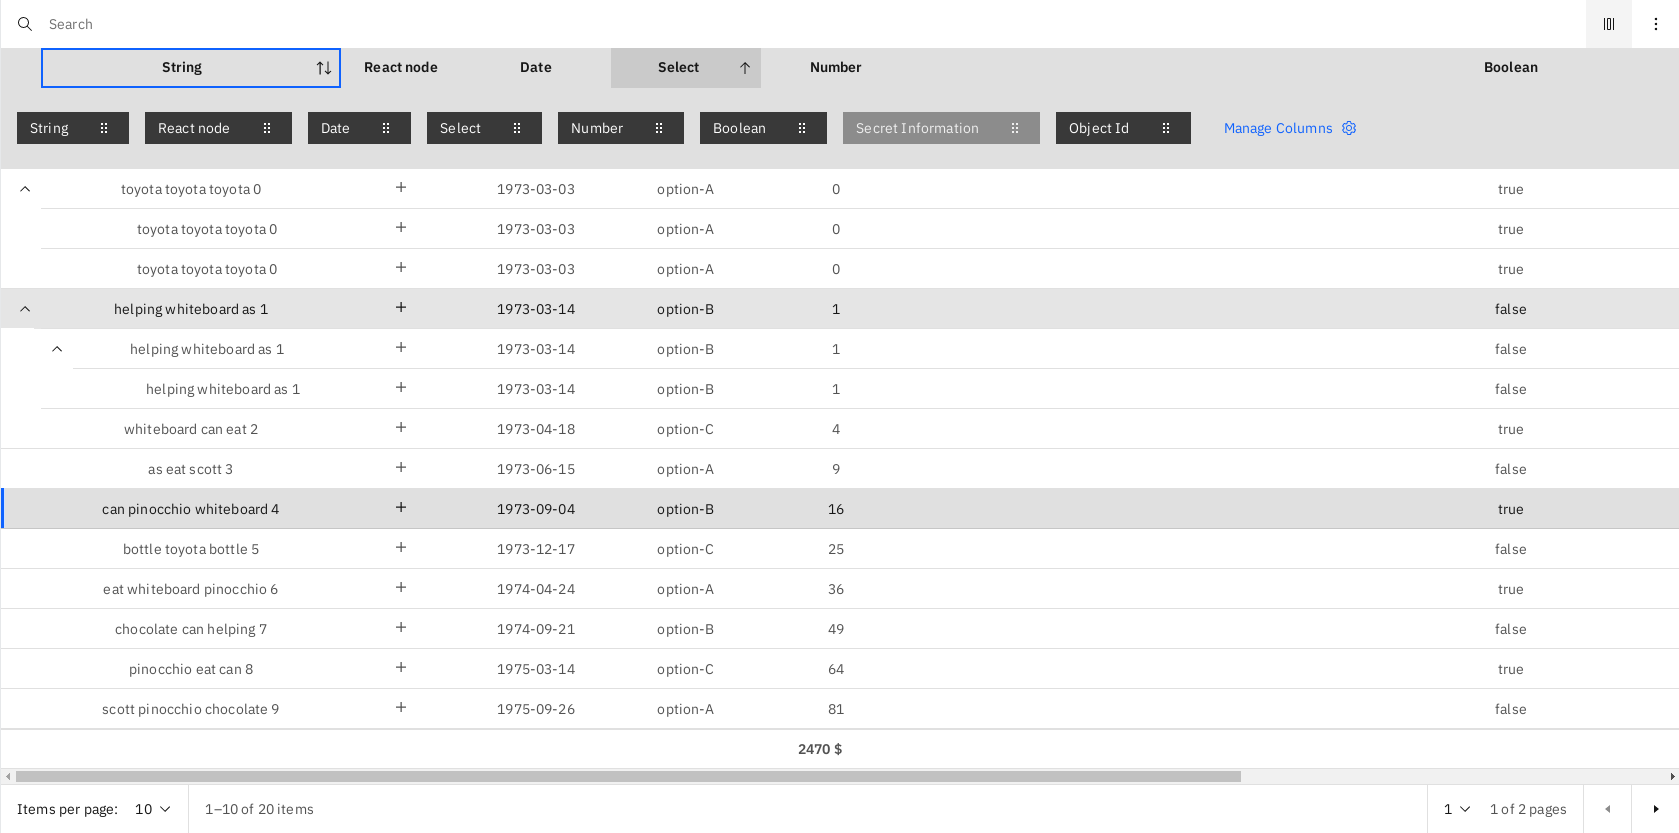 Search
String React node Date Select Number Boolean
String React node Date Select Number Boolean Secret Information Object Id Manage Columns
toyota toyota toyota 0 1973-03-03 option-A 0 true
toyota toyota toyota 0 1973-03-03 option-A 0 true
toyota toyota toyota 0 1973-03-03 option-A 0 true
helping whiteboard as 1 1973-03-14 option-B 1 false
helping whiteboard as 1 1973-03-14 option-B 1 false
helping whiteboard as 1 1973-03-14 option-B 1 false
whiteboard can eat 2 1973-04-18 option-C 4 true
as eat scott 3 1973-06-15 option-A 9 false
can pinocchio whiteboard 4 1973-09-04 option-B 16 true
bottle toyota bottle 5 1973-12-17 option-C 25 false
eat whiteboard pinocchio 6 1974-04-24 option-A 36 true
chocolate can helping 7 1974-09-21 option-B 49 false
pinocchio eat can 8 1975-03-14 option-C 64 true
scott pinocchio chocolate 9 1975-09-26 option-A 81 false
2470 $
Items per page: 10 1–10 of 20 items 1 1 of 2 pages